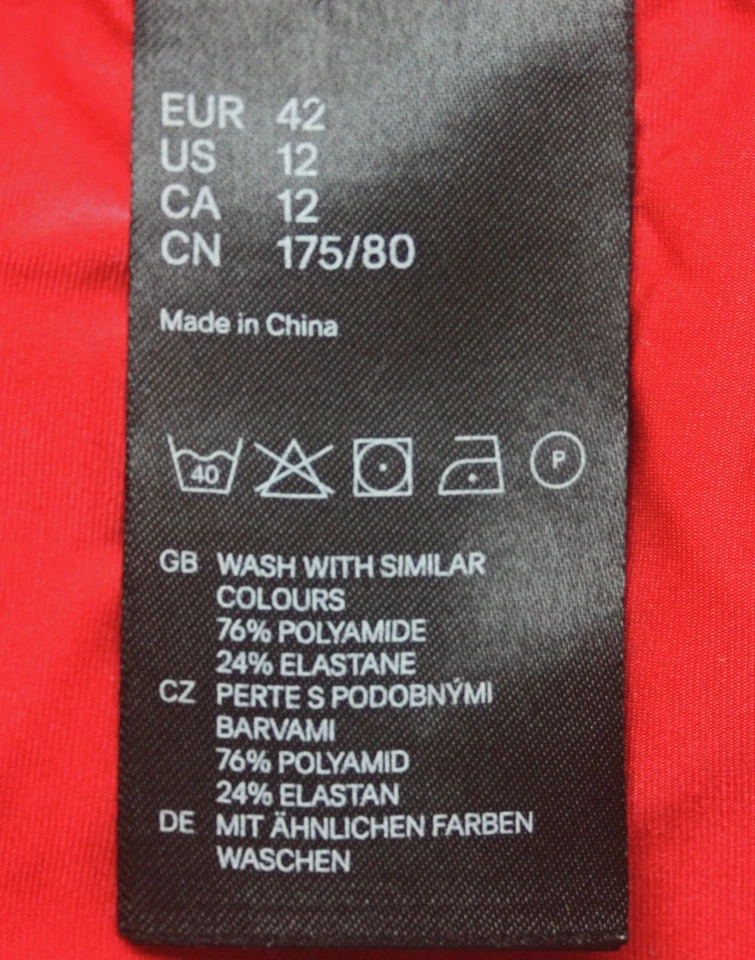 EUR 42
US 12
CA 12
CN 175/80
Made in China
40 P
GB WASH WITH SIMILAR
COLOURS
76% POLYAMIDE
24% ELASTANE
CZ PERTE S PODOBNÝMI
BARVAMI
76% POLYAMID
24% ELASTAN
DE MIT ÄHNLICHEN FARBEN
WASCHEN